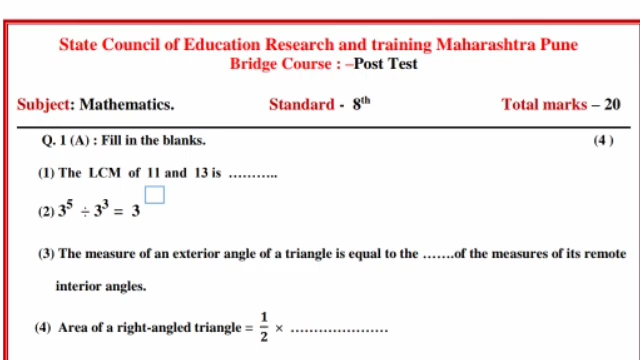 State Council of Education Research and training Maharashtra Pune
Bridge Course : –Post Test
Subject: Mathematics. Standard - 8th Total marks – 20
Q. 1 (A) : Fill in the blanks. (4 )
(1) The LCM of 11 and 13 is ………..
(2) 3⁵ ÷ 3³ = 3□
(3) The measure of an exterior angle of a triangle is equal to the …….of the measures of its remote
interior angles.
(4) Area of a right-angled triangle = 1/2 × …………………